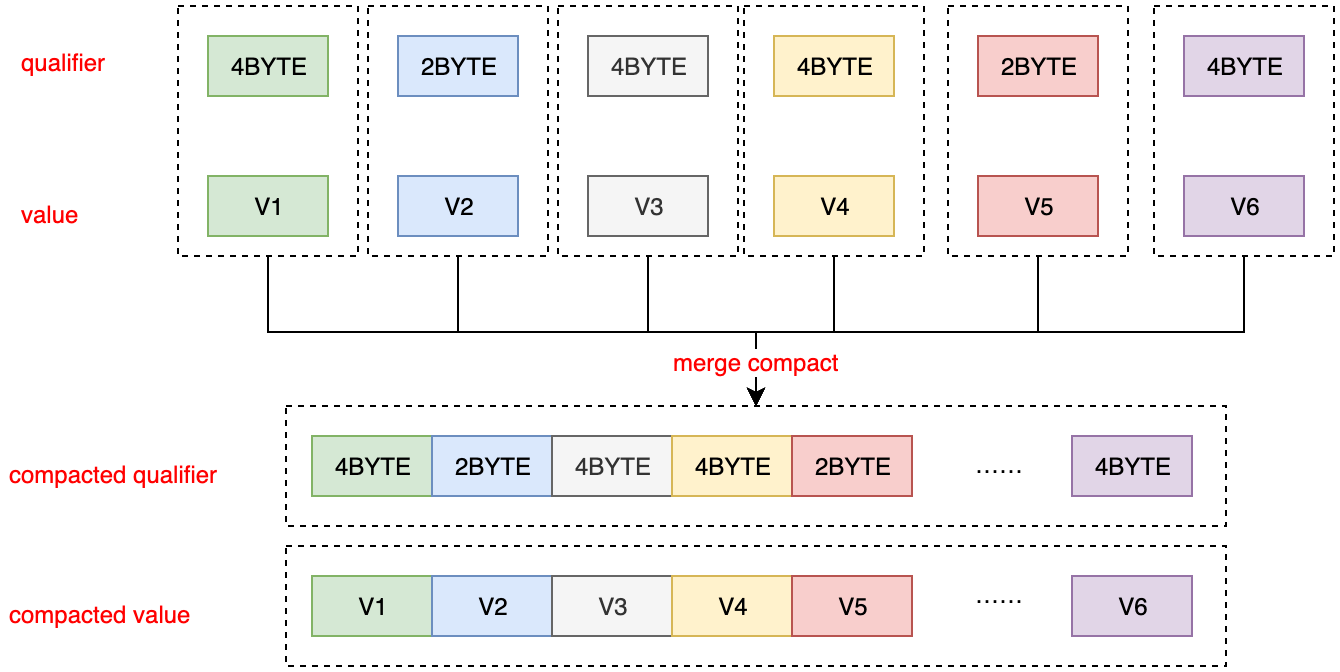 qualifier 4BYTE 2BYTE 4BYTE 4BYTE 2BYTE 4BYTE
value V1 V2 V3 V4 V5 V6
merge compact
compacted qualifier 4BYTE 2BYTE 4BYTE 4BYTE 2BYTE ...... 4BYTE
compacted value V1 V2 V3 V4 V5 ...... V6